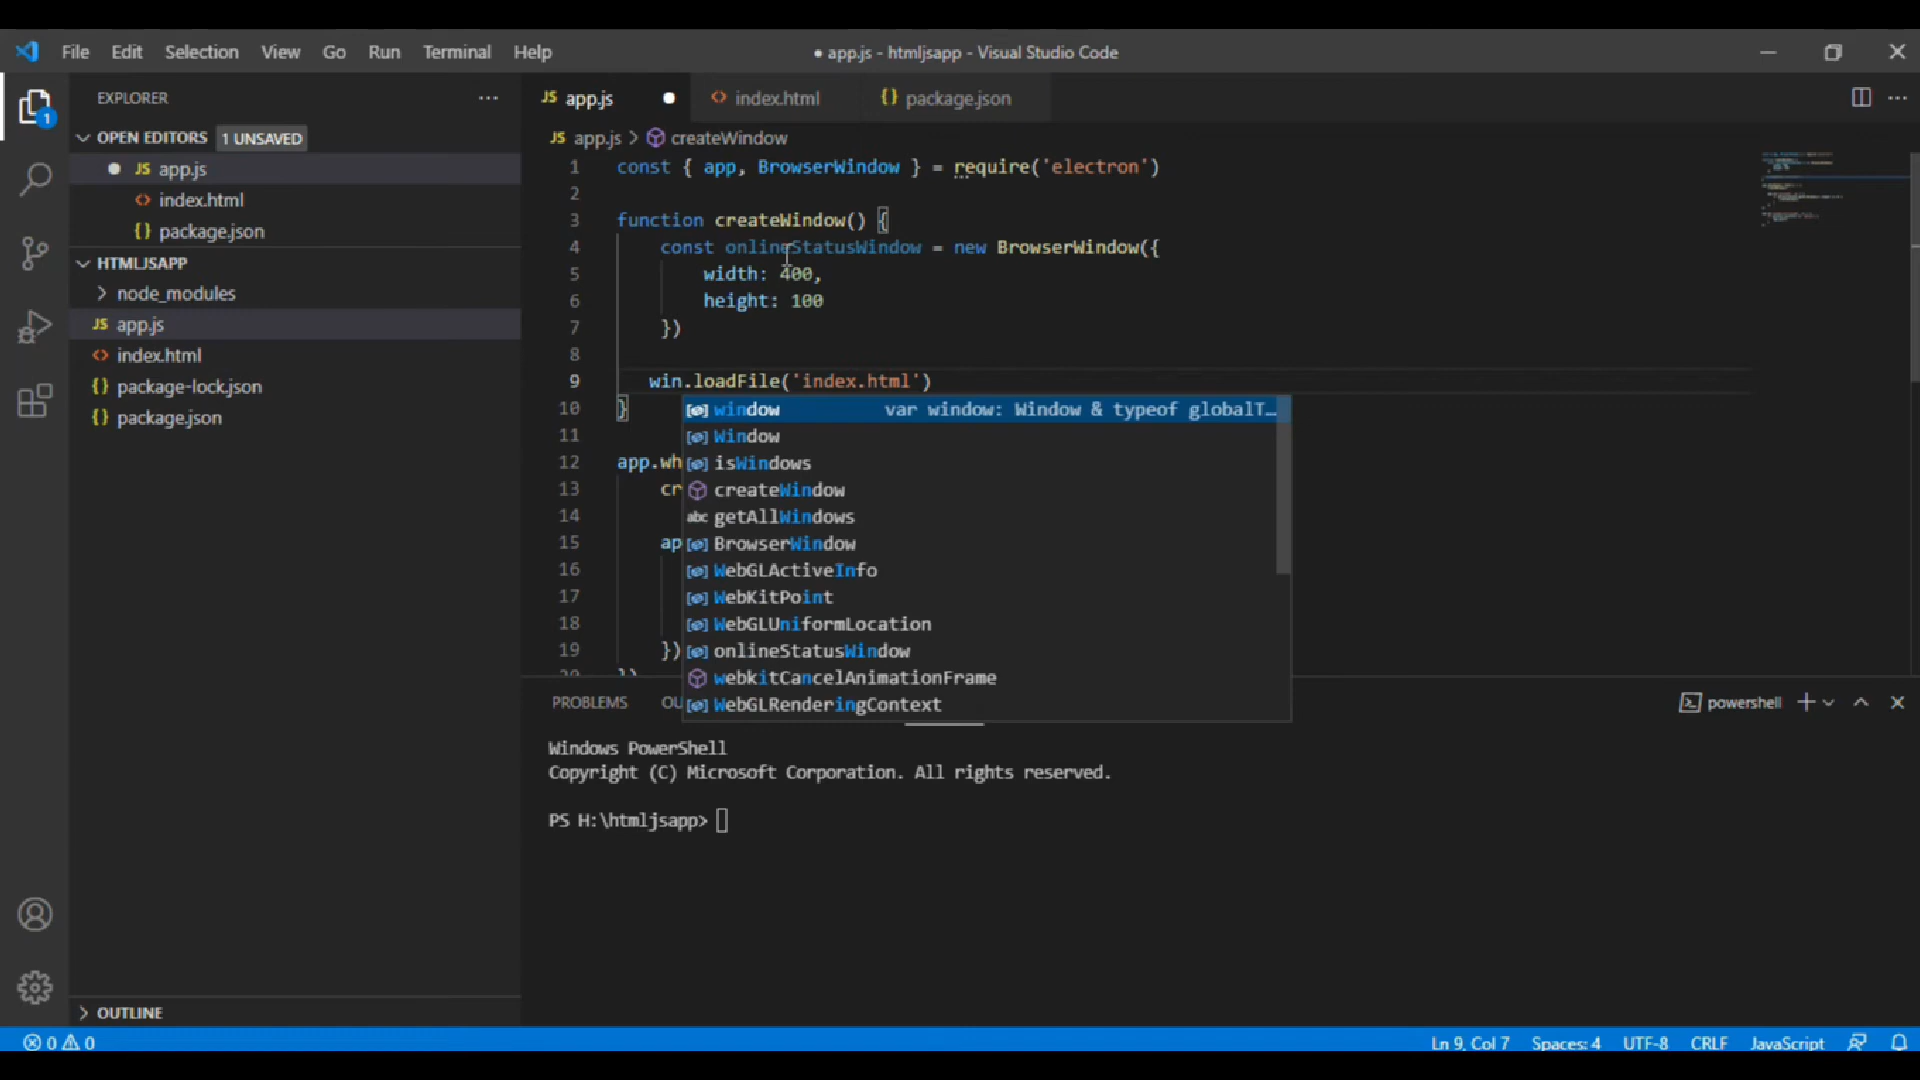 File Edit Selection View Go Run Terminal Help
● app.js - htmljsapp - Visual Studio Code
EXPLORER
OPEN EDITORS 1 UNSAVED
JS app.js
<> index.html
{} package.json
HTMLJSAPP
node_modules
JS app.js
<> index.html
{} package-lock.json
{} package.json
OUTLINE
1
JS app.js ● <> index.html {} package.json
JS app.js > createWindow
1 const { app, BrowserWindow } = require('electron')
2
3 function createWindow() {
4 const onlineStatusWindow = new BrowserWindow({
5 width: 400,
6 height: 100
7 })
8
9 win.loadFile('index.html')
10 }
11
12 app.wh
13 cr
14
15 ap
16
17
18
19 })
20 })
window var window: Window & typeof globalT…
Window
isWindows
createWindow
abc getAllWindows
BrowserWindow
WebGLActiveInfo
WebKitPoint
WebGLUniformLocation
onlineStatusWindow
webkitCancelAnimationFrame
WebGLRenderingContext
PROBLEMS OU powershell
Windows PowerShell
Copyright (C) Microsoft Corporation. All rights reserved.
PS H:\htmljsapp>
0 0 Ln 9, Col 7 Spaces: 4 UTF-8 CRLF JavaScript